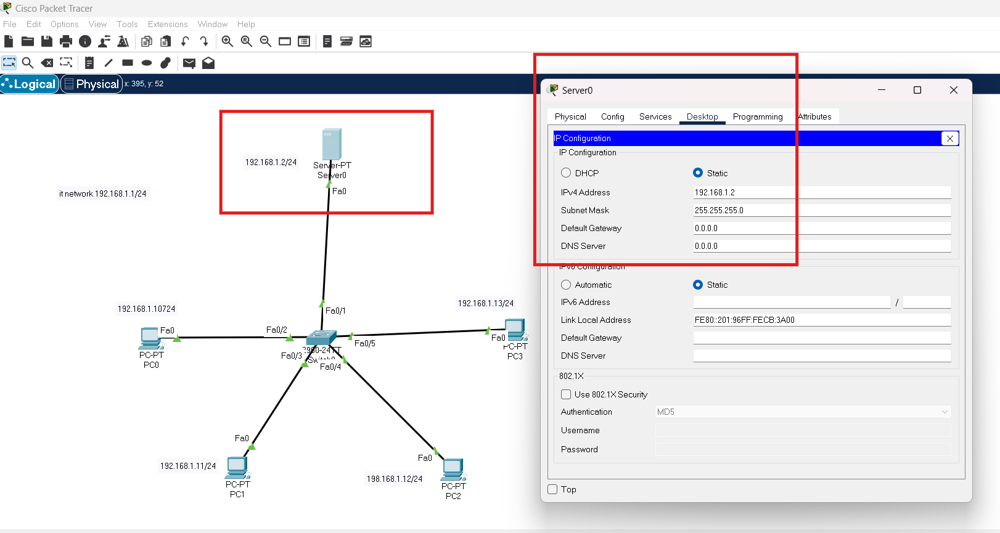 Cisco Packet Tracer
File Edit Options View Tools Extensions Window Help
Logical Physical x: 395, y: 52
192.168.1.2/24
Server-PT
Server0
Fa0
it network 192.168.1.1/24
Fa0/1
192.168.1.10724
192.168.1.13/24
Fa0
Fa0/2
Fa0/5
Fa0
PC-PT
PC0
PC-PT
PC3
Fa0/3
2960-24TT
Switch0
Fa0/4
Fa0
192.168.1.11/24
PC-PT
PC1
Fa0
198.168.1.12/24
PC-PT
PC2
Server0
Physical Config Services Desktop Programming Attributes
IP Configuration X
IP Configuration
DHCP Static
IPv4 Address 192.168.1.2
Subnet Mask 255.255.255.0
Default Gateway 0.0.0.0
DNS Server 0.0.0.0
IPv6 Configuration
Automatic Static
IPv6 Address /
Link Local Address FE80::201:96FF:FECB:3A00
Default Gateway
DNS Server
802.1X
Use 802.1X Security
Authentication MD5
Username
Password
Top